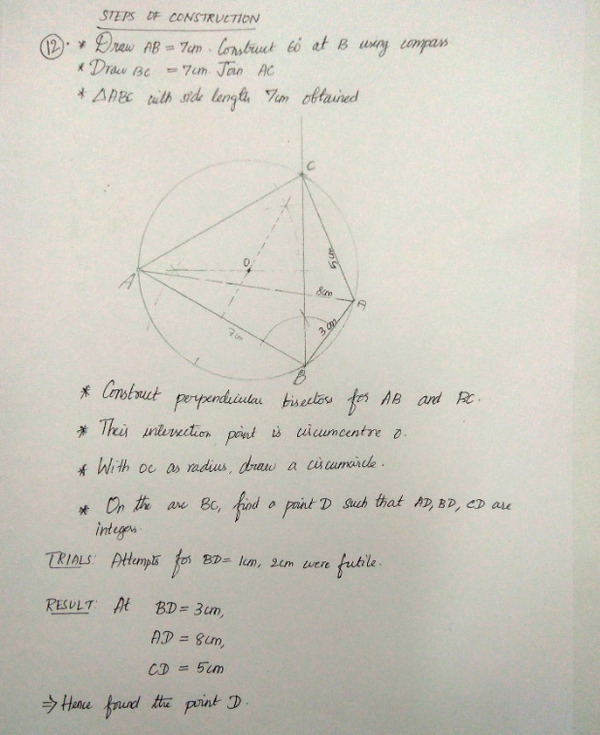 STEPS OF CONSTRUCTION
12. * Draw AB = 7cm. Construct 60° at B using compass
* Draw BC = 7cm. Join AC
* △ABC with side length 7cm obtained
C
A
O
5cm
8cm
D
3cm
7cm
B
* Construct perpendicular bisectors for AB and BC.
* Their intersection point is circumcentre O.
* With OC as radius, draw a circumcircle.
* On the arc BC, find a point D such that AD, BD, CD are
integers.
TRIALS: Attempts for BD = 1cm, 2cm were futile.
RESULT: At BD = 3cm,
AD = 8cm,
CD = 5cm
⇒ Hence found the point D.